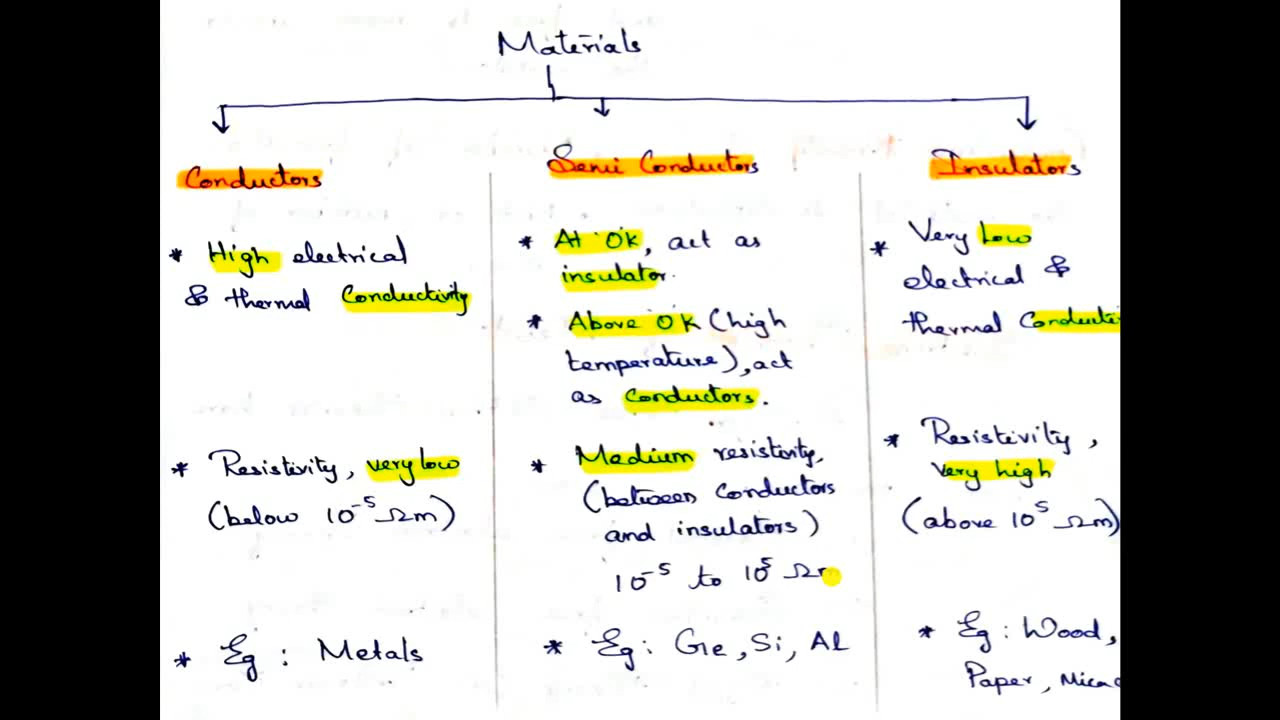 Materials
Conductors
* High electrical
& thermal Conductivity
* Resistivity, very low
(below 10⁻⁵ Ωm)
* Eg : Metals
Semi Conductors
* At 0k, act as
insulator.
* Above 0K (high
temperature), act
as Conductors.
* Medium resistivity,
(between Conductors
and insulators)
10⁻⁵ to 10⁵ Ωm
* Eg: Ge, Si, Al
Insulators
* Very Low
electrical &
thermal
* Resistivity,
very high
(above 10⁵ Ωm)
* Eg : Wood,
Paper, Mica